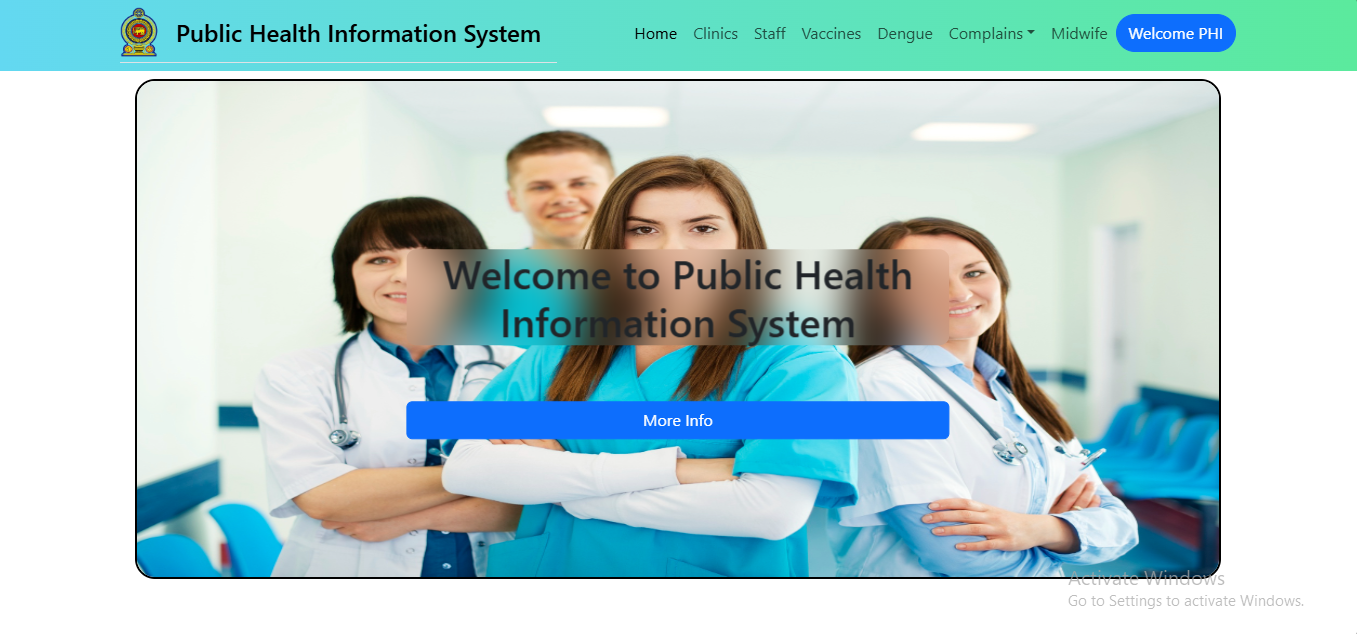 Public Health Information System
Home Clinics Staff Vaccines Dengue Complains Midwife Welcome PHI
Welcome to Public Health
Information System
More Info
Activate Windows
Go to Settings to activate Windows.